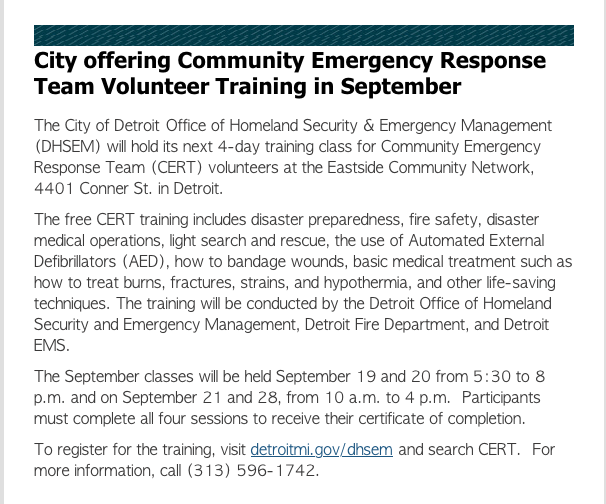 City offering Community Emergency Response
Team Volunteer Training in September
The City of Detroit Office of Homeland Security & Emergency Management
(DHSEM) will hold its next 4-day training class for Community Emergency
Response Team (CERT) volunteers at the Eastside Community Network,
4401 Conner St. in Detroit.
The free CERT training includes disaster preparedness, fire safety, disaster
medical operations, light search and rescue, the use of Automated External
Defibrillators (AED), how to bandage wounds, basic medical treatment such as
how to treat burns, fractures, strains, and hypothermia, and other life-saving
techniques. The training will be conducted by the Detroit Office of Homeland
Security and Emergency Management, Detroit Fire Department, and Detroit
EMS.
The September classes will be held September 19 and 20 from 5:30 to 8
p.m. and on September 21 and 28, from 10 a.m. to 4 p.m.  Participants
must complete all four sessions to receive their certificate of completion.
To register for the training, visit detroitmi.gov/dhsem and search CERT.  For
more information, call (313) 596-1742.